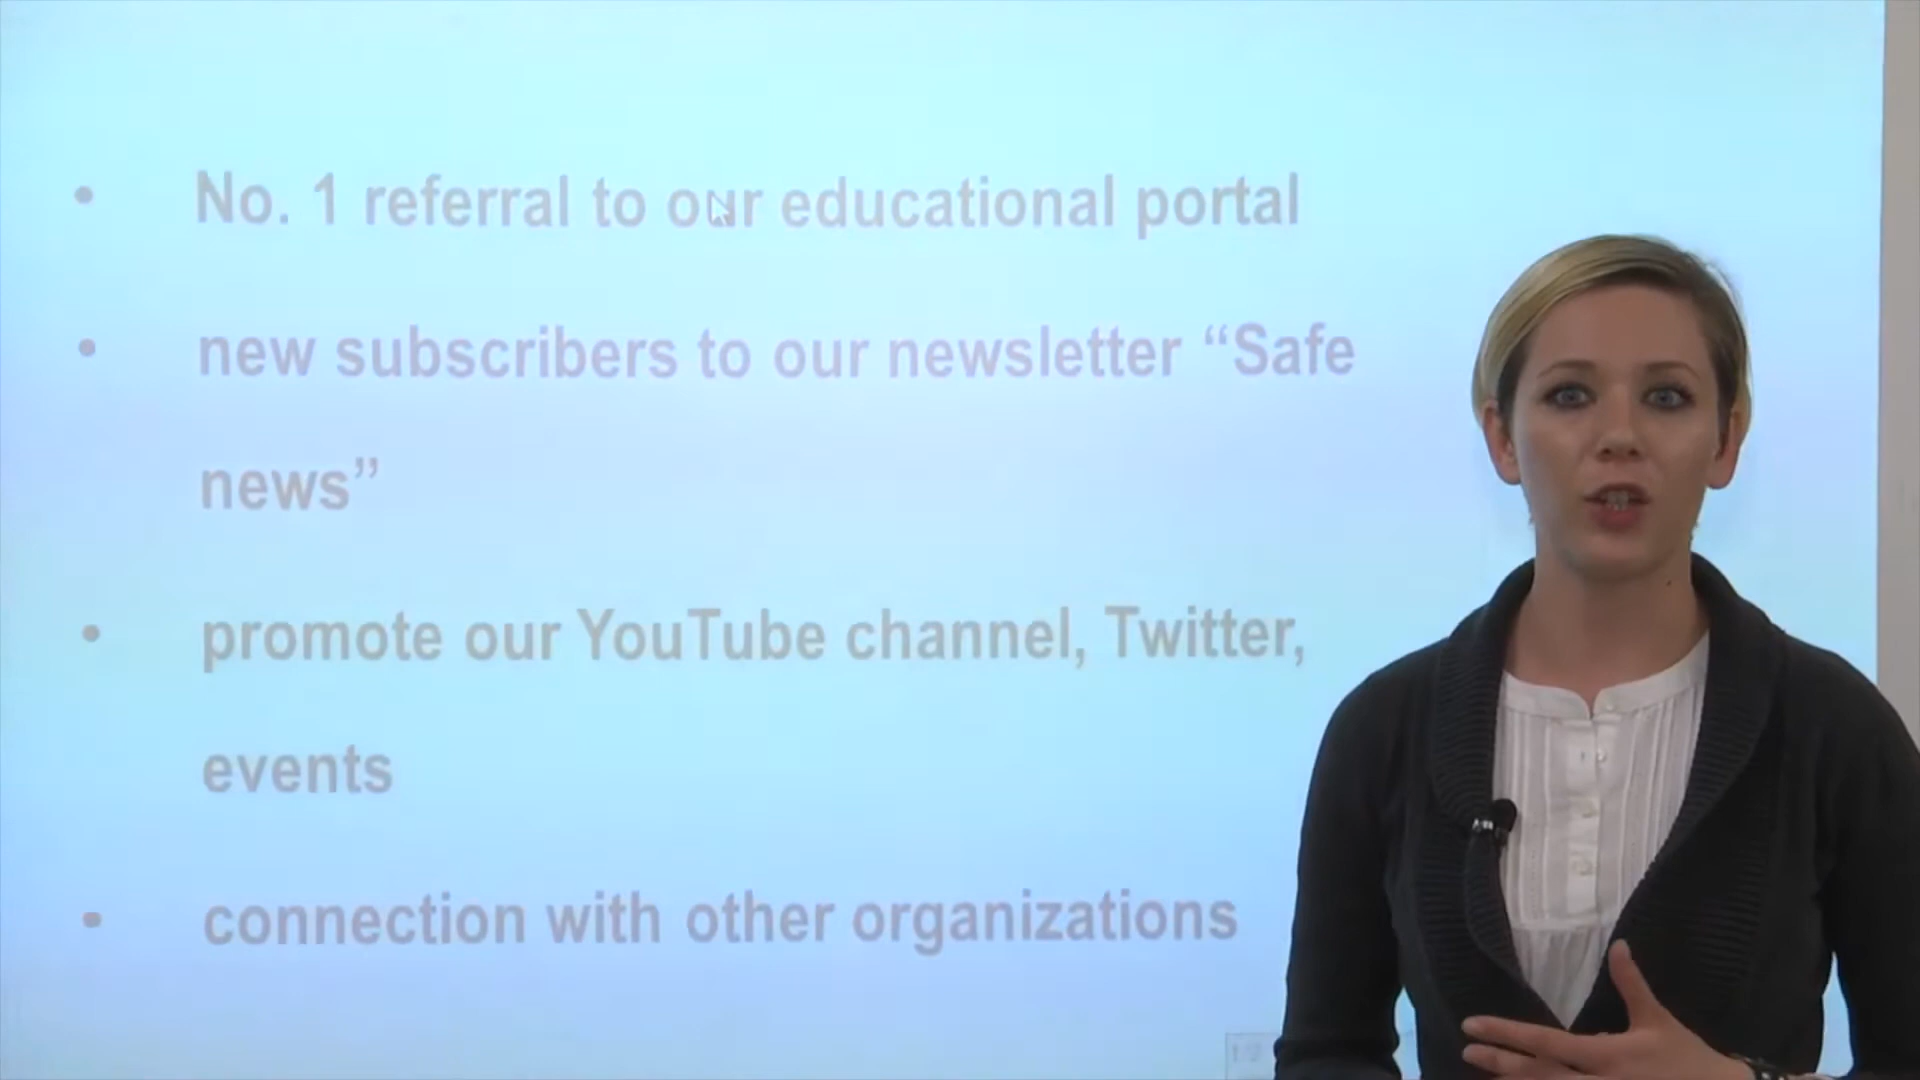 • No. 1 referral to our educational portal
• new subscribers to our newsletter “Safe
news”
• promote our YouTube channel, Twitter,
events
• connection with other organizations